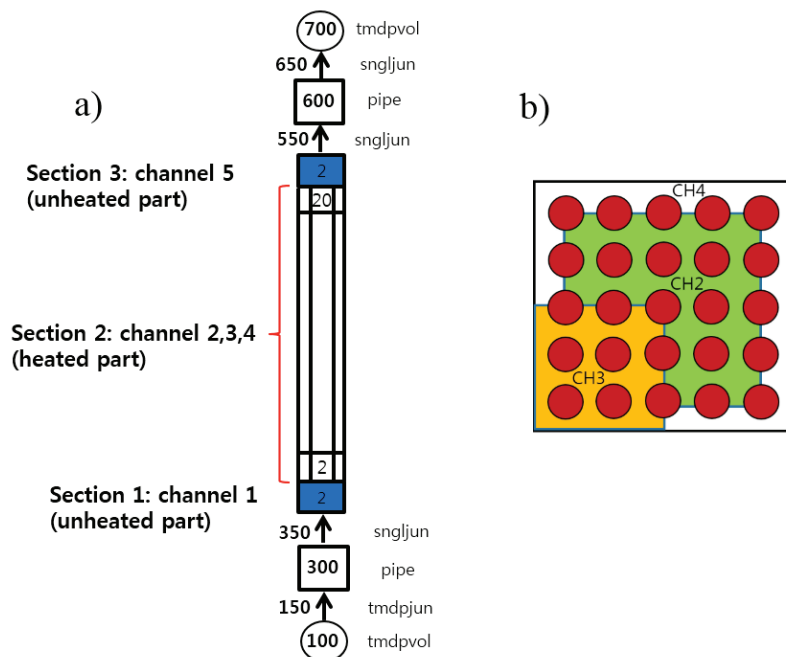 a)
700 tmdpvol
650 sngljun
600 pipe
550 sngljun
Section 3: channel 5
(unheated part)
2
20
Section 2: channel 2,3,4
(heated part)
2
Section 1: channel 1
(unheated part)
2
350 sngljun
300 pipe
150 tmdpjun
100 tmdpvol
b)
CH4
CH2
CH3